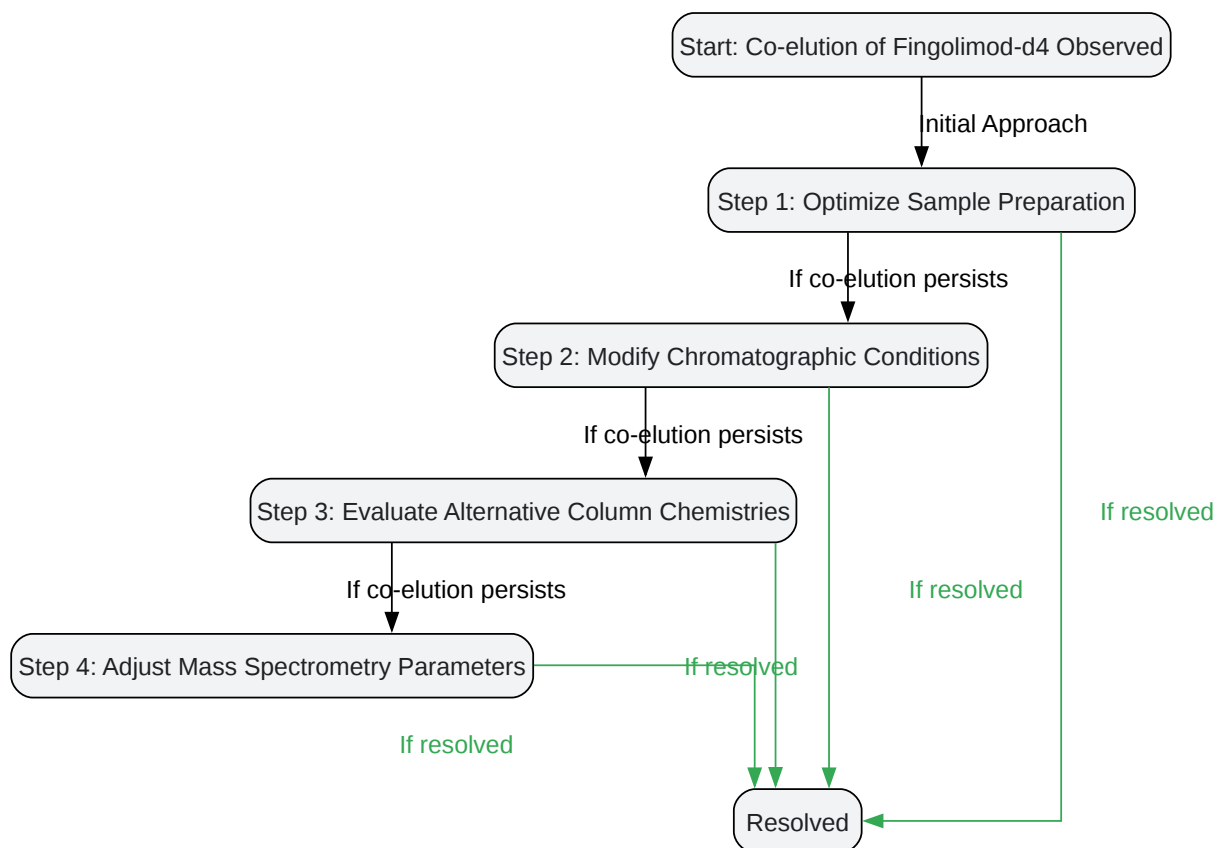 Start: Co-elution of Fingolimod-d4 Observed
Initial Approach
Step 1: Optimize Sample Preparation
If co-elution persists
Step 2: Modify Chromatographic Conditions
If co-elution persists
Step 3: Evaluate Alternative Column Chemistries
If resolved
If co-elution persists
If resolved
Step 4: Adjust Mass Spectrometry Parameters
If resolved
If resolved
Resolved